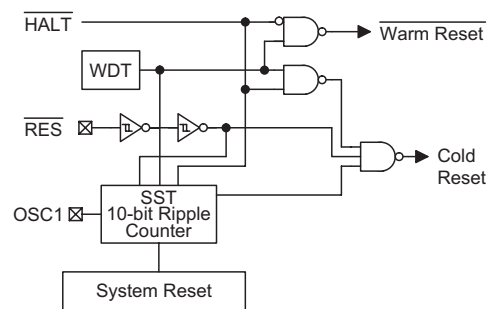 HALT
Warm Reset
WDT
RES
Cold
Reset
SST
10-bit Ripple
Counter
OSC1
System Reset